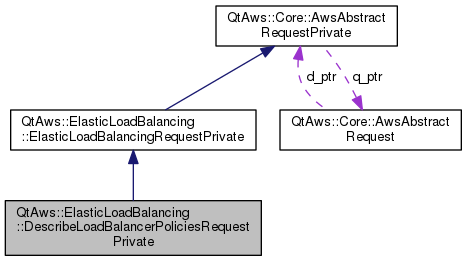 QtAws::Core::AwsAbstract
RequestPrivate
d_ptr
q_ptr
QtAws::ElasticLoadBalancing
::ElasticLoadBalancingRequestPrivate
QtAws::Core::AwsAbstract
Request
QtAws::ElasticLoadBalancing
::DescribeLoadBalancerPoliciesRequest
Private